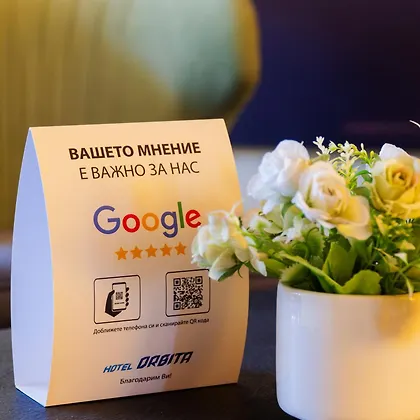 ВАШЕТО МНЕНИЕ
Е ВАЖНО ЗА НАС
Google
Доближете телефона си и сканирайте QR кода
HOTEL ORBITA
Благодарим Ви!